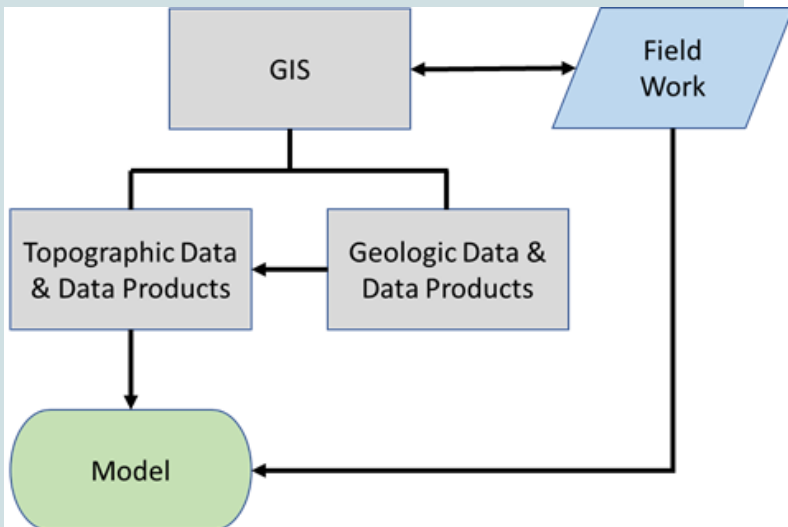 GIS
Field
Work
Topographic Data
& Data Products
Geologic Data &
Data Products
Model